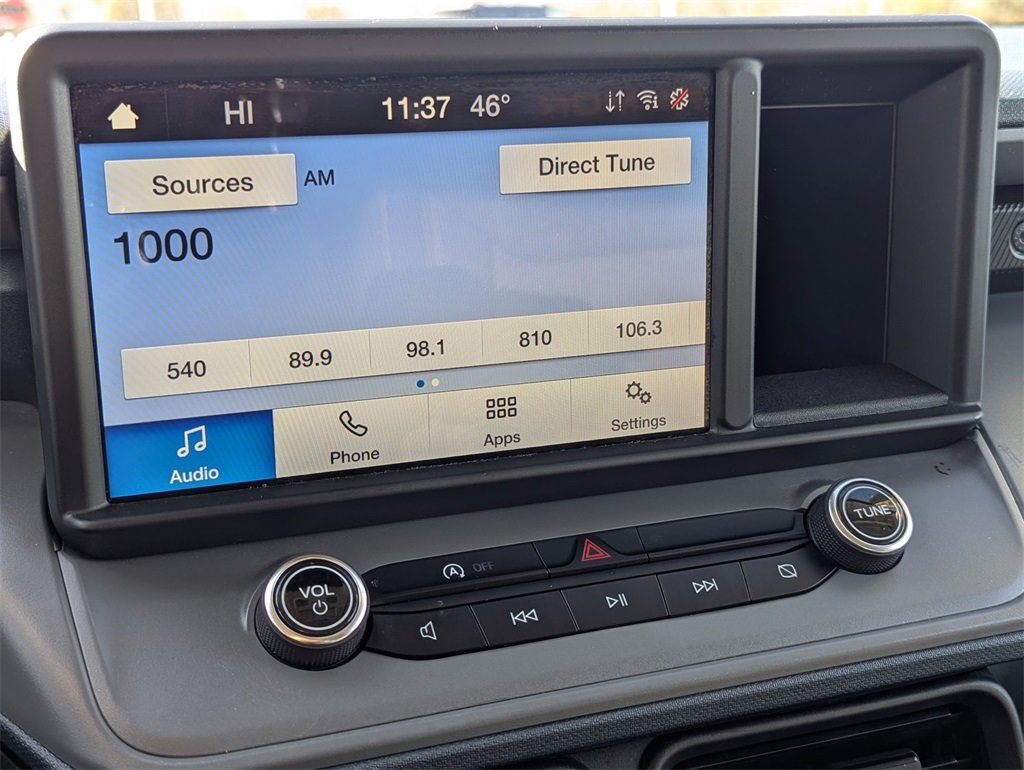 HI 11:37 46°
Sources AM Direct Tune
1000
540 89.9 98.1 810 106.3
Audio Phone Apps Settings
TUNE
A OFF
VOL